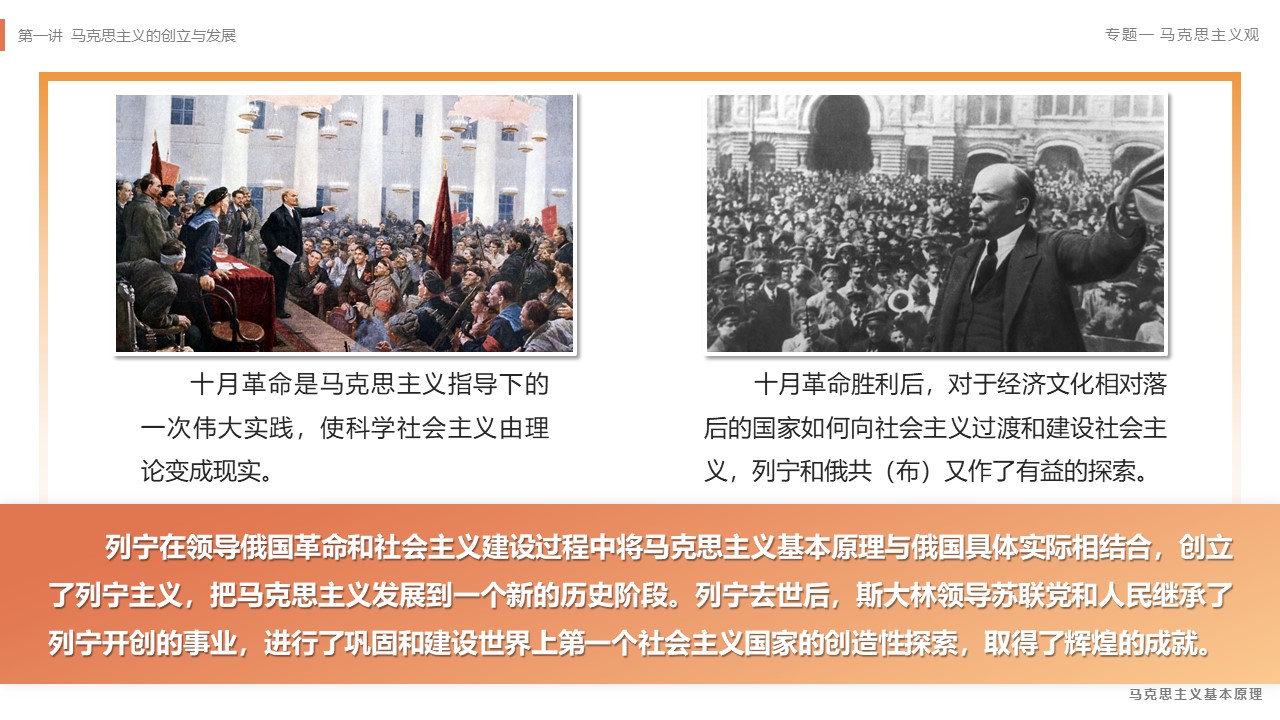 第一讲 马克思主义的创立与发展
专题一 马克思主义观
十月革命是马克思主义指导下的
一次伟大实践，使科学社会主义由理
论变成现实。
十月革命胜利后，对于经济文化相对落
后的国家如何向社会主义过渡和建设社会主
义，列宁和俄共（布）又作了有益的探索。
列宁在领导俄国革命和社会主义建设过程中将马克思主义基本原理与俄国具体实际相结合，创立
了列宁主义，把马克思主义发展到一个新的历史阶段。列宁去世后，斯大林领导苏联党和人民继承了
列宁开创的事业，进行了巩固和建设世界上第一个社会主义国家的创造性探索，取得了辉煌的成就。
马克思主义基本原理